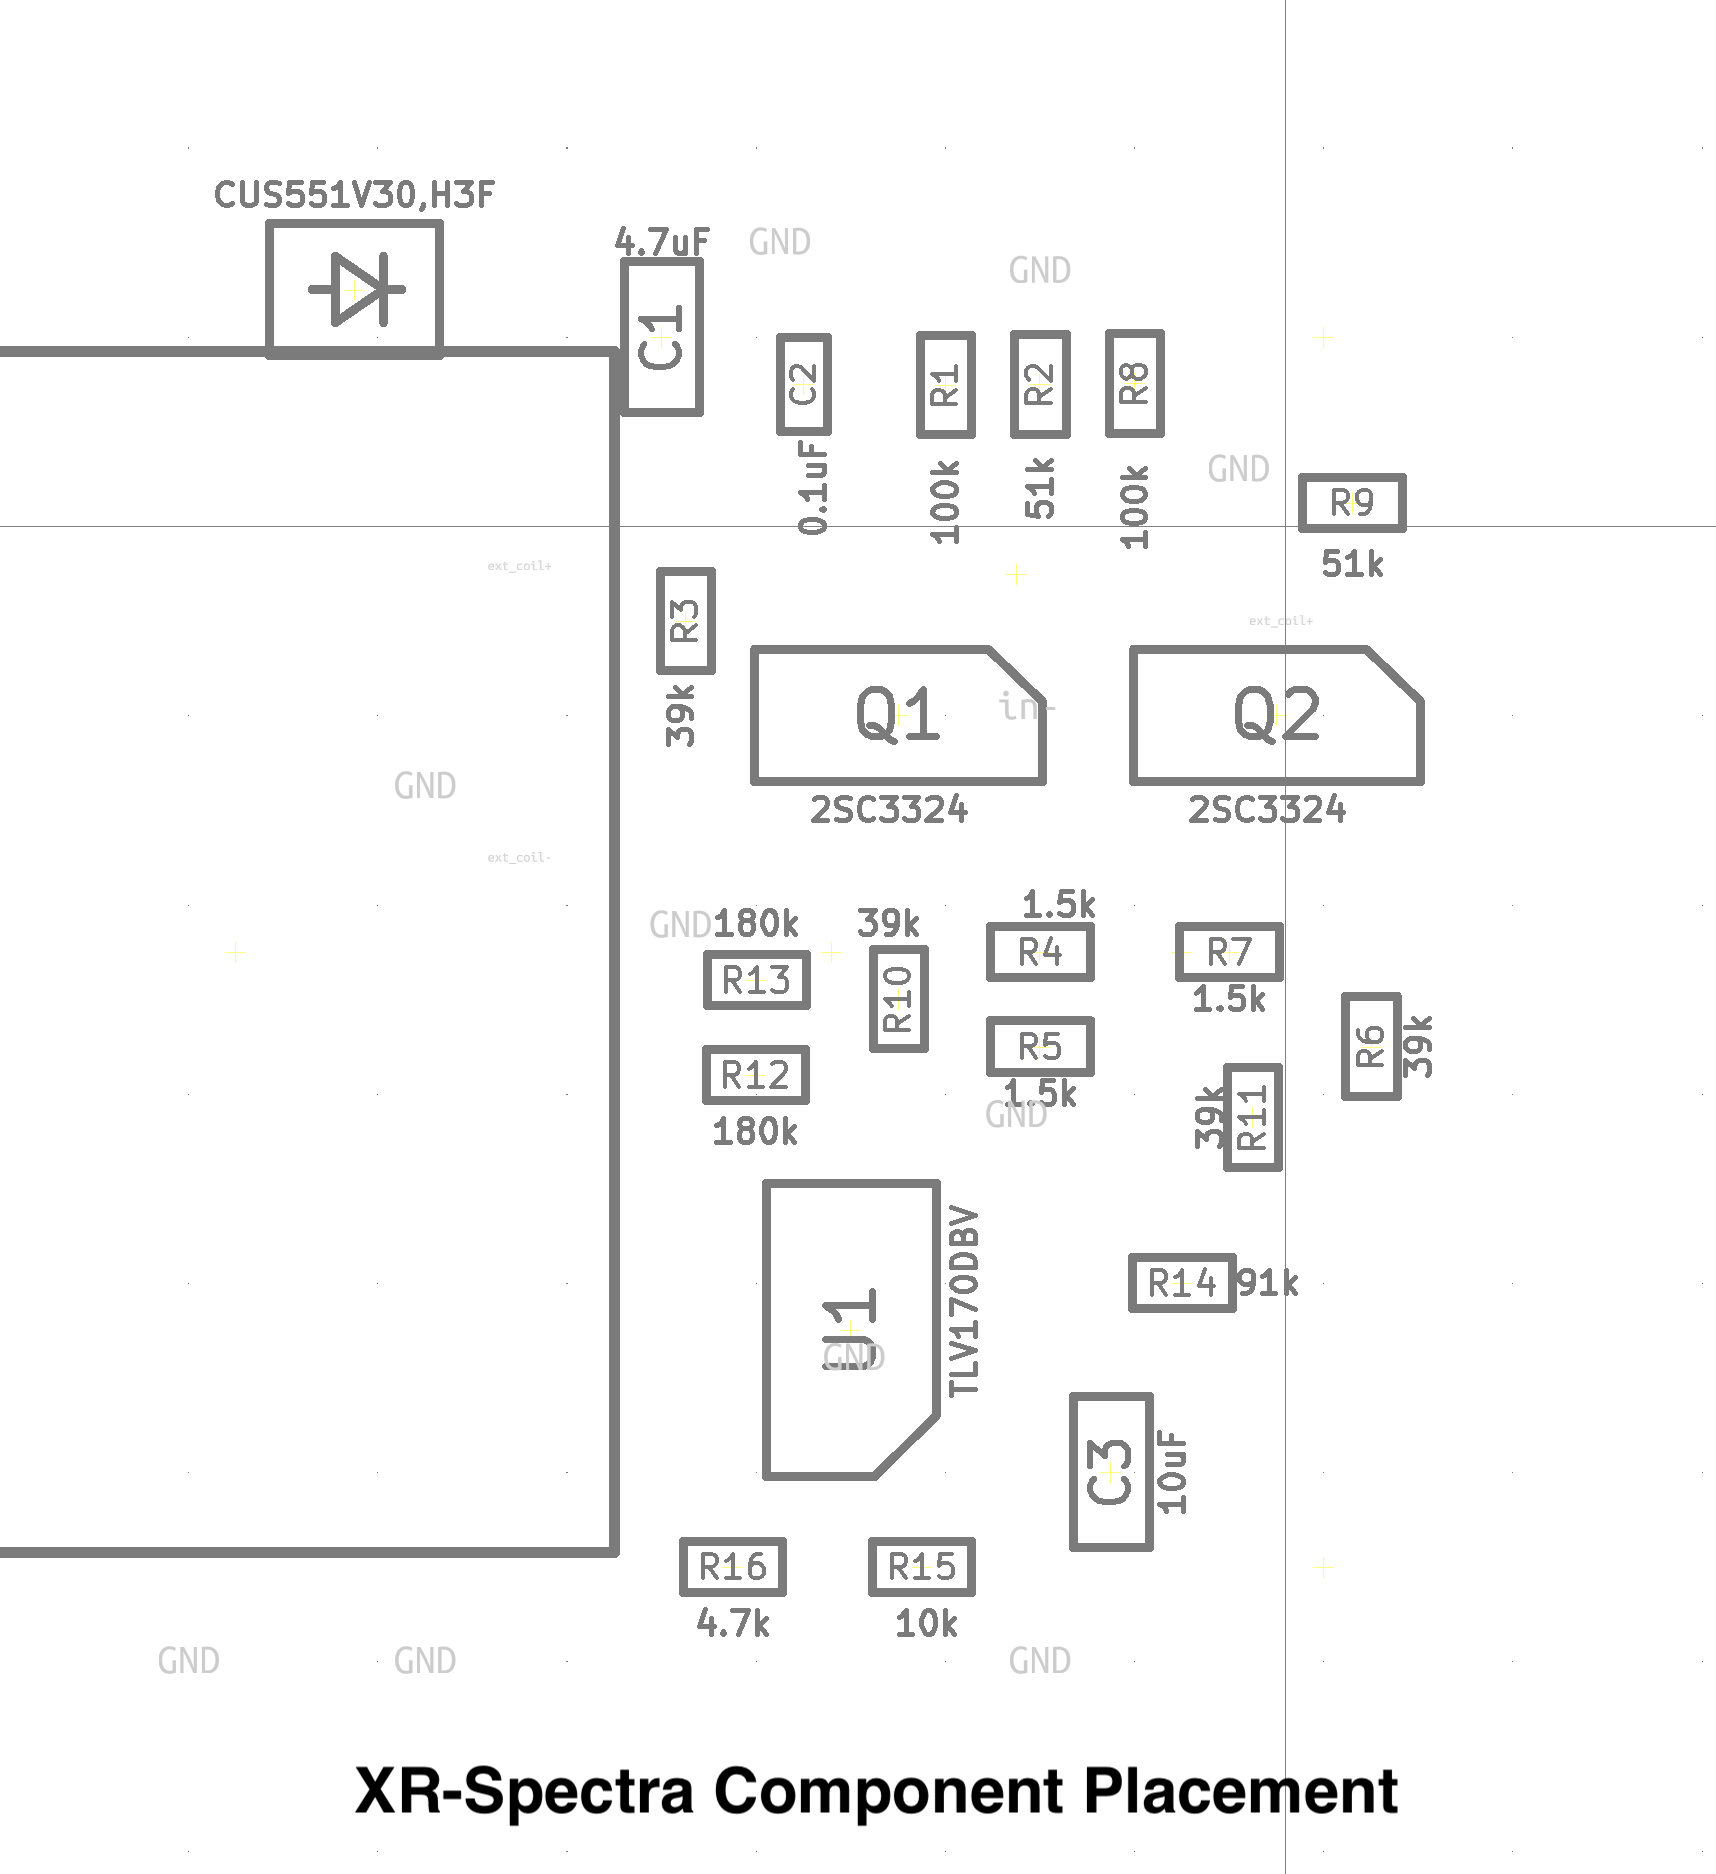 CUS551V30,H3F
4.7uF
GND
GND
C1
C2
R1
R2
R8
0.1uF
100k
51k
100k
GND
R9
51k
ext_coil+
R3
39k
ext_coil+
Q1
in-
Q2
2SC3324
2SC3324
GND
ext_coil-
GND
180k
39k
1.5k
R13
R10
R4
R7
1.5k
R12
R5
R6
39k
180k
1.5k
GND
39k
R11
U1
GND
TLV170DBV
R14
91k
C3
10uF
R16
R15
4.7k
10k
GND
GND
GND
XR-Spectra Component Placement